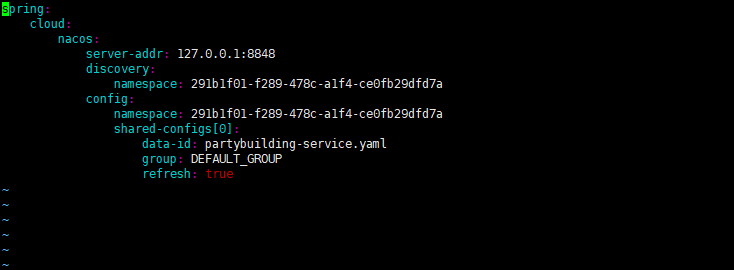 spring:
    cloud:
        nacos:
            server-addr: 127.0.0.1:8848
            discovery:
                namespace: 291b1f01-f289-478c-a1f4-ce0fb29dfd7a
            config:
                namespace: 291b1f01-f289-478c-a1f4-ce0fb29dfd7a
                shared-configs[0]:
                    data-id: partybuilding-service.yaml
                    group: DEFAULT_GROUP
                    refresh: true
~
~
~
~
~
~